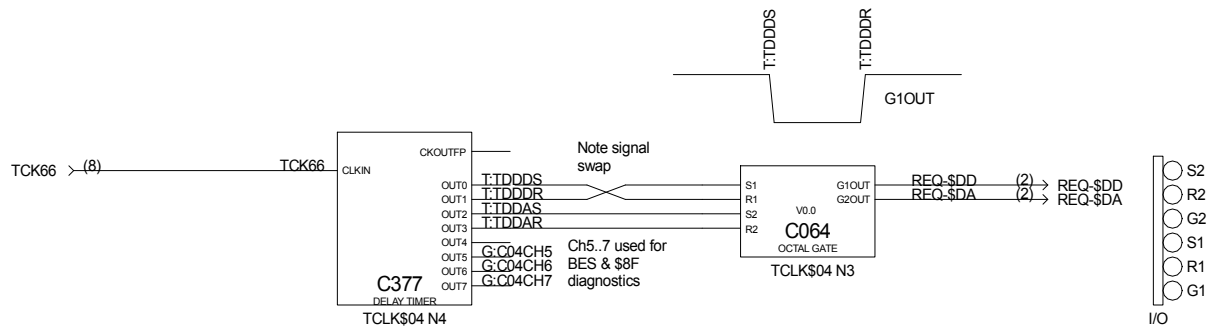 T:TDDDS
T:TDDDR
G1OUT
TCK66
(8)
TCK66
CLKIN
CKOUTFP
OUT0
OUT1
OUT2
OUT3
OUT4
OUT5
OUT6
OUT7
C377
DELAY TIMER
TCLK$04 N4
T:TDDDS
T:TDDDR
T:TDDAS
T:TDDAR
G:C04CH5
G:C04CH6
G:C04CH7
Note signal
swap
Ch5..7 used for
BES & $8F
diagnostics
S1
R1
S2
R2
G1OUT
G2OUT
V0.0
C064
OCTAL GATE
TCLK$04 N3
REQ-$DD
(2)
REQ-$DD
REQ-$DA
(2)
REQ-$DA
S2
R2
G2
S1
R1
G1
I/O